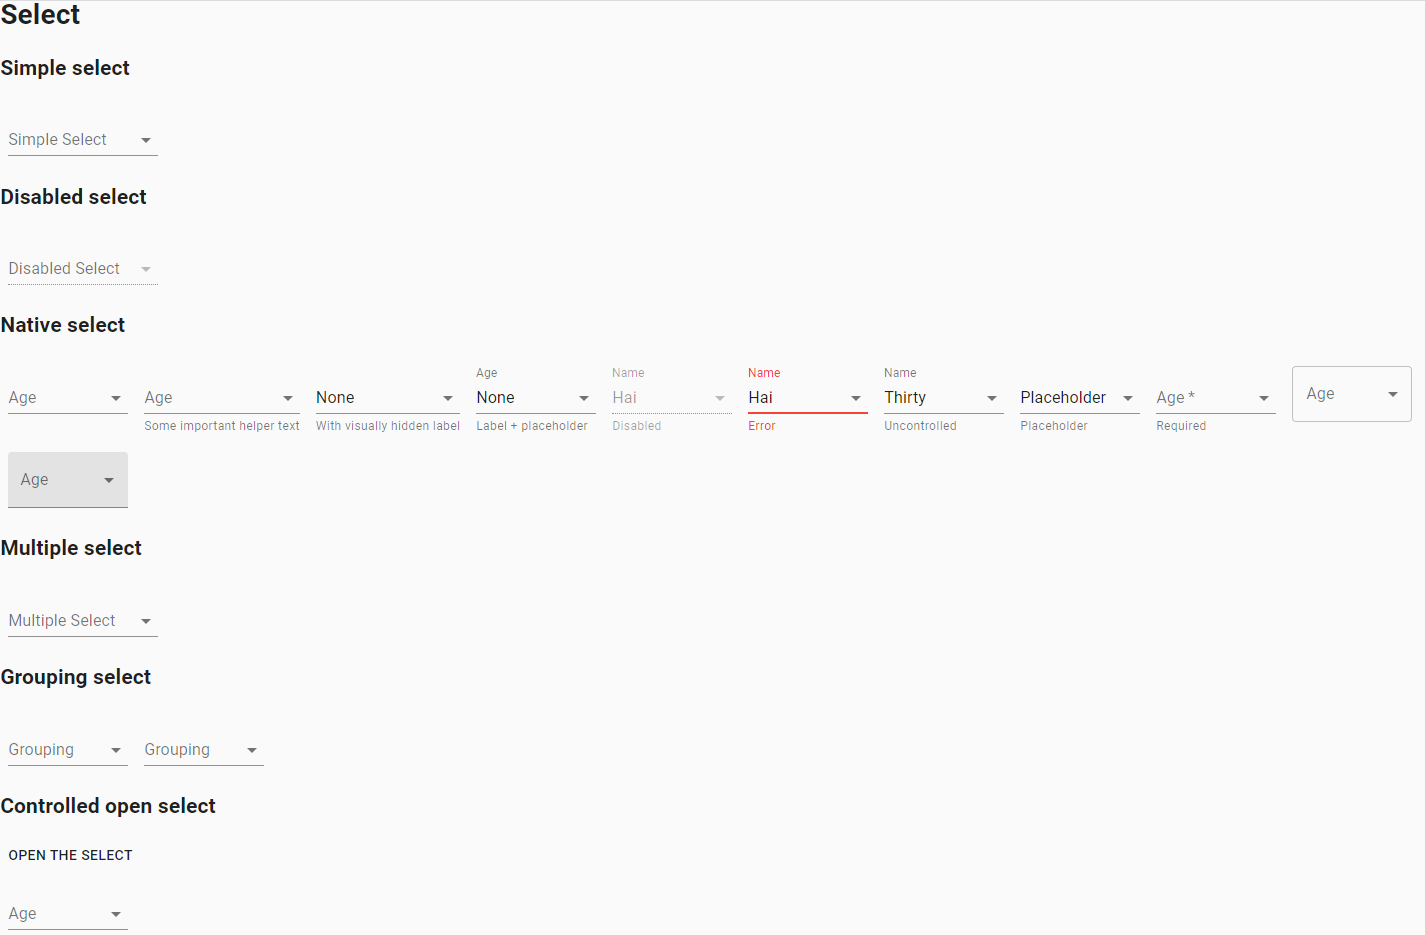 Select
Simple select
Simple Select
Disabled select
Disabled Select
Native select
Age Name Name Name
Age Age None None Hai Hai Thirty Placeholder Age * Age
Some important helper text With visually hidden label Label + placeholder Disabled Error Uncontrolled Placeholder Required
Age
Multiple select
Multiple Select
Grouping select
Grouping Grouping
Controlled open select
OPEN THE SELECT
Age